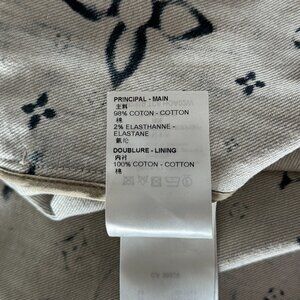 PRINCIPAL - MAIN
主料
98% COTON - COTTON
棉
2% ELASTHANNE -
ELASTANE
氨纶
DOUBLURE - LINING
内衬
100% COTON - COTTON
棉